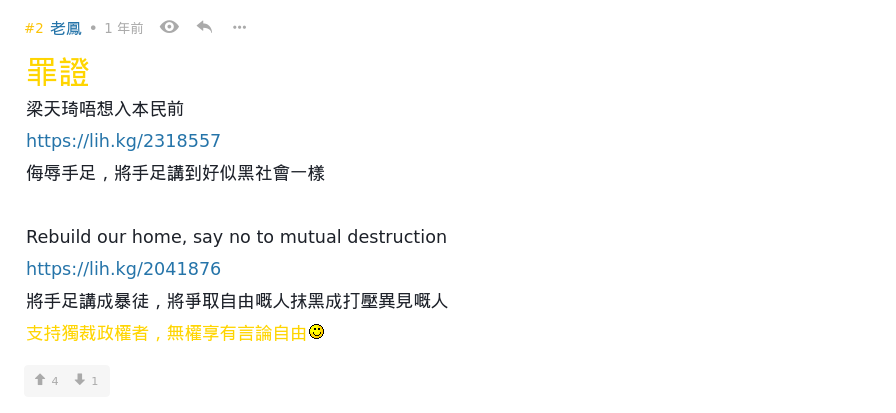 #2 老鳳 • 1 年前
罪證
梁天琦唔想入本民前
https://lih.kg/2318557
侮辱手足，將手足講到好似黑社會一樣
Rebuild our home, say no to mutual destruction
https://lih.kg/2041876
將手足講成暴徒，將爭取自由嘅人抹黑成打壓異見嘅人
支持獨裁政權者，無權享有言論自由
4 1